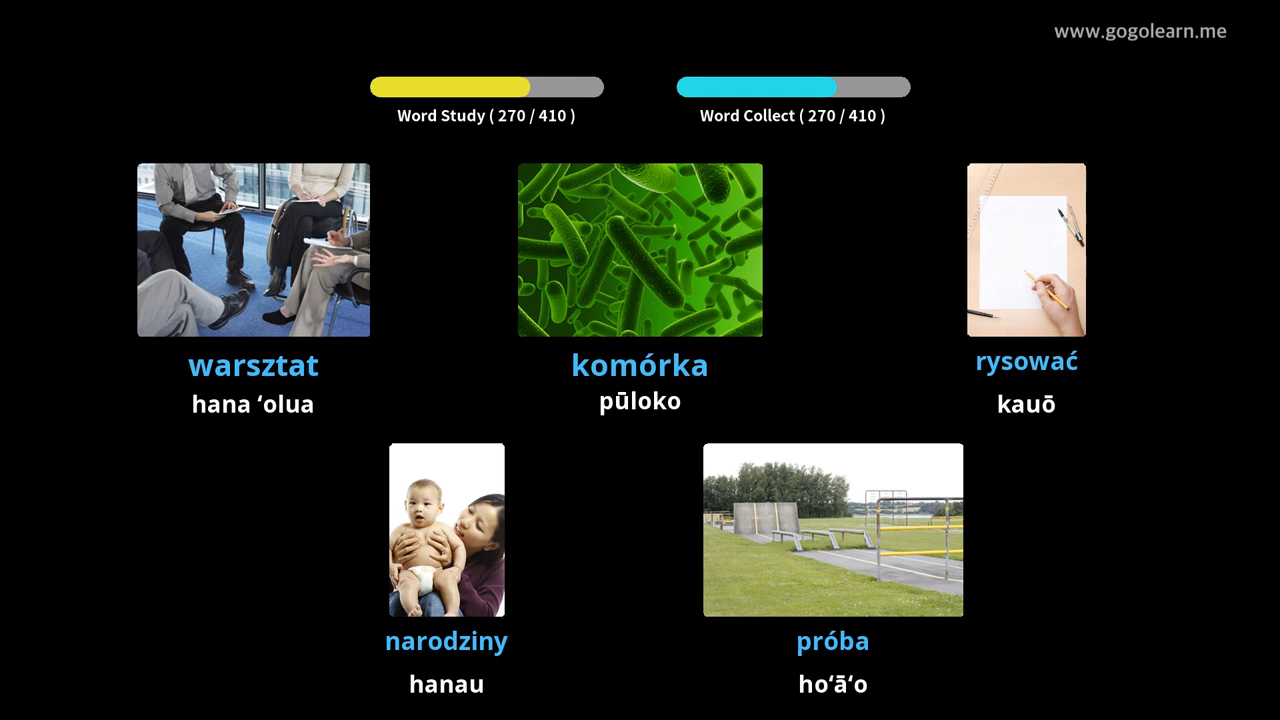 www.gogolearn.me
Word Study ( 270 / 410 )
Word Collect ( 270 / 410 )
warsztat
hana ʻolua
komórka
pūloko
rysować
kauō
narodziny
hanau
próba
hoʻāʻo